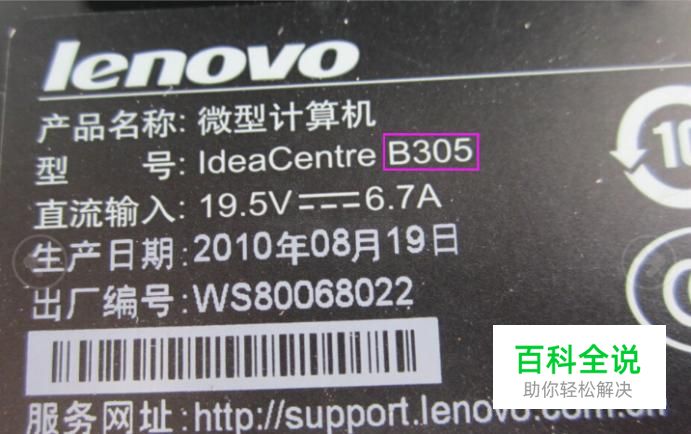 lenovo
产品名称: 微型计算机
型 号: IdeaCentre B305
直流输入: 19.5V⎓6.7A
生产日期: 2010年08月19日
出厂编号: WS80068022
服务网址: http://support.lenovo.com.cn
10
百科全说
助你轻松解决